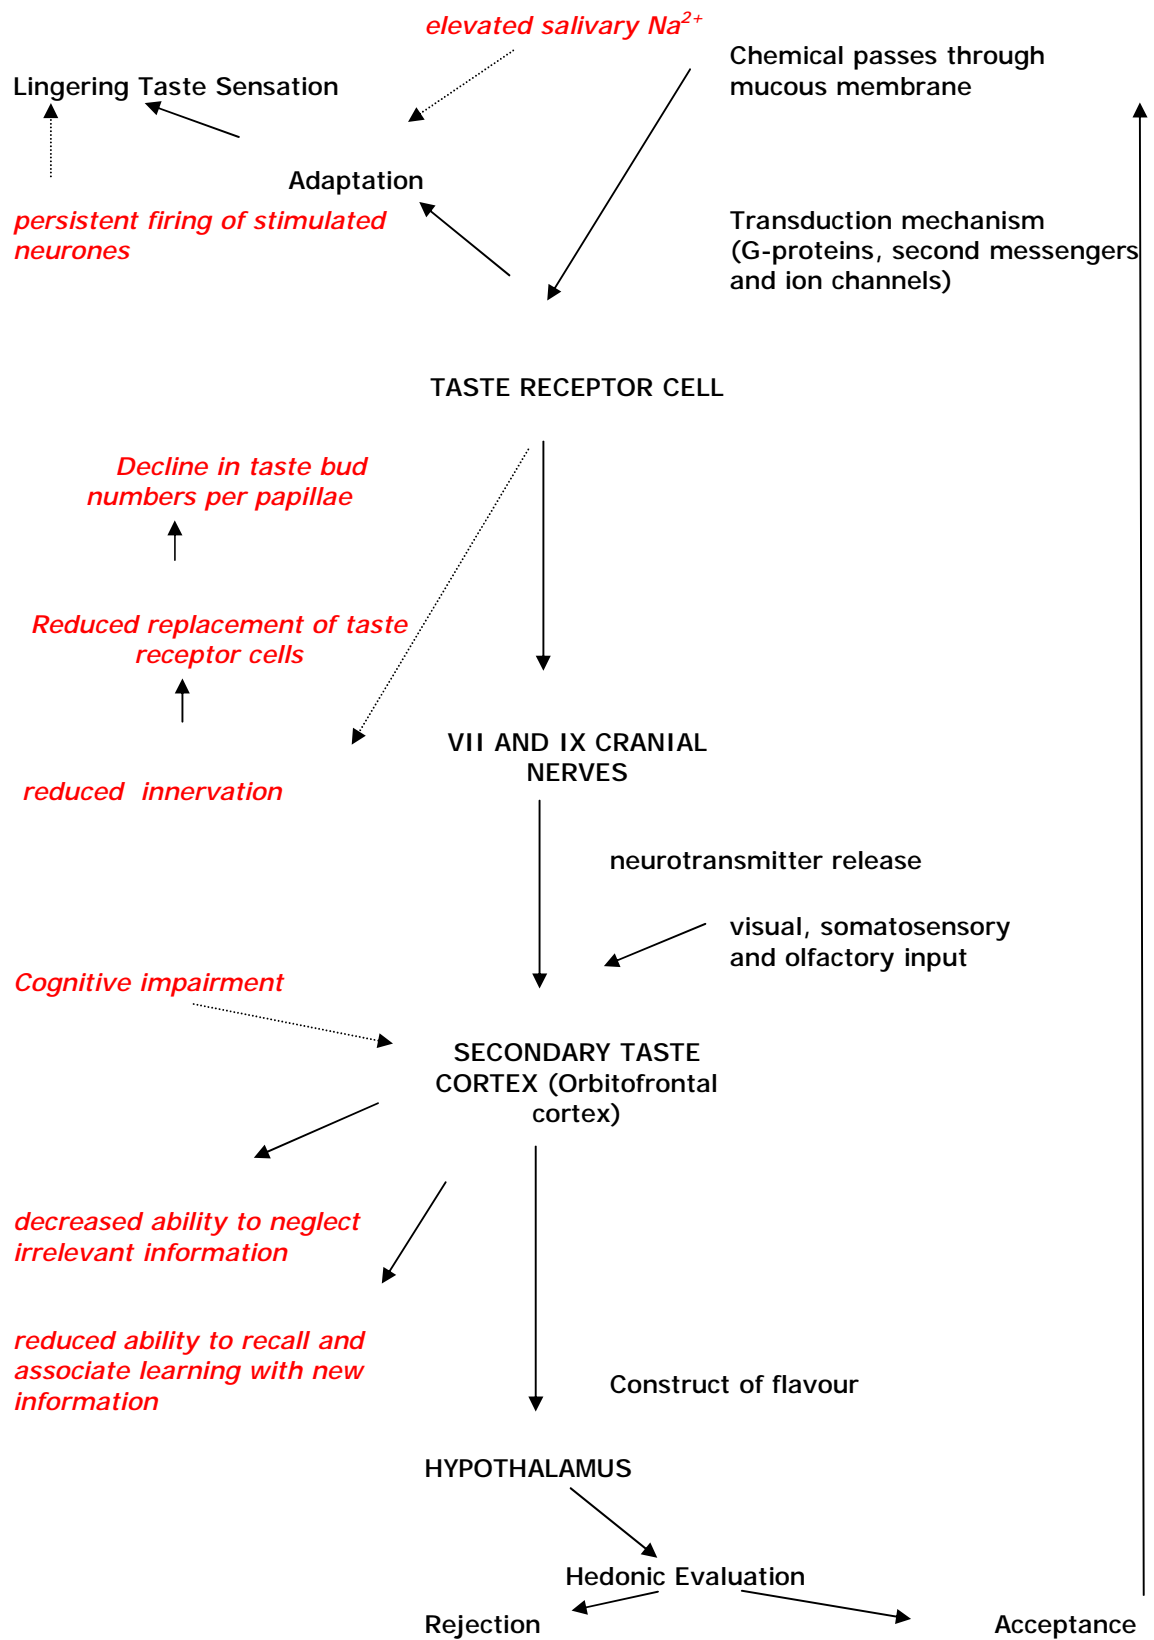 elevated salivary Na2+
Chemical passes through
mucous membrane
Lingering Taste Sensation
Adaptation
persistent firing of stimulated
neurones
Transduction mechanism
(G-proteins, second messengers
and ion channels)
TASTE RECEPTOR CELL
Decline in taste bud
numbers per papillae
Reduced replacement of taste
receptor cells
VII AND IX CRANIAL
NERVES
reduced innervation
neurotransmitter release
visual, somatosensory
and olfactory input
Cognitive impairment
SECONDARY TASTE
CORTEX (Orbitofrontal
cortex)
decreased ability to neglect
irrelevant information
reduced ability to recall and
associate learning with new
information
Construct of flavour
HYPOTHALAMUS
Hedonic Evaluation
Rejection
Acceptance